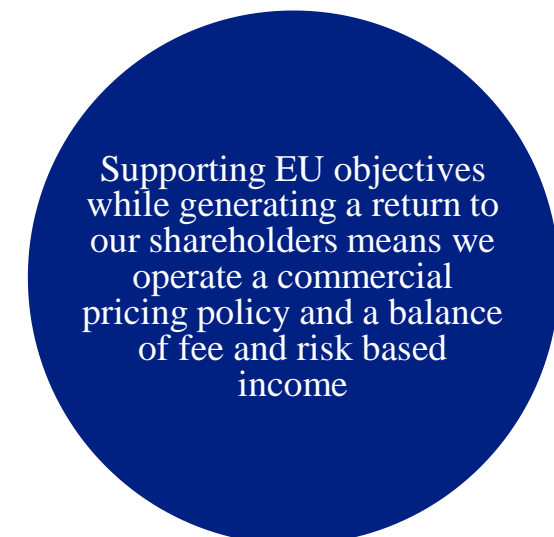 Supporting EU objectives
while generating a return to
our shareholders means we
operate a commercial
pricing policy and a balance
of fee and risk based
income